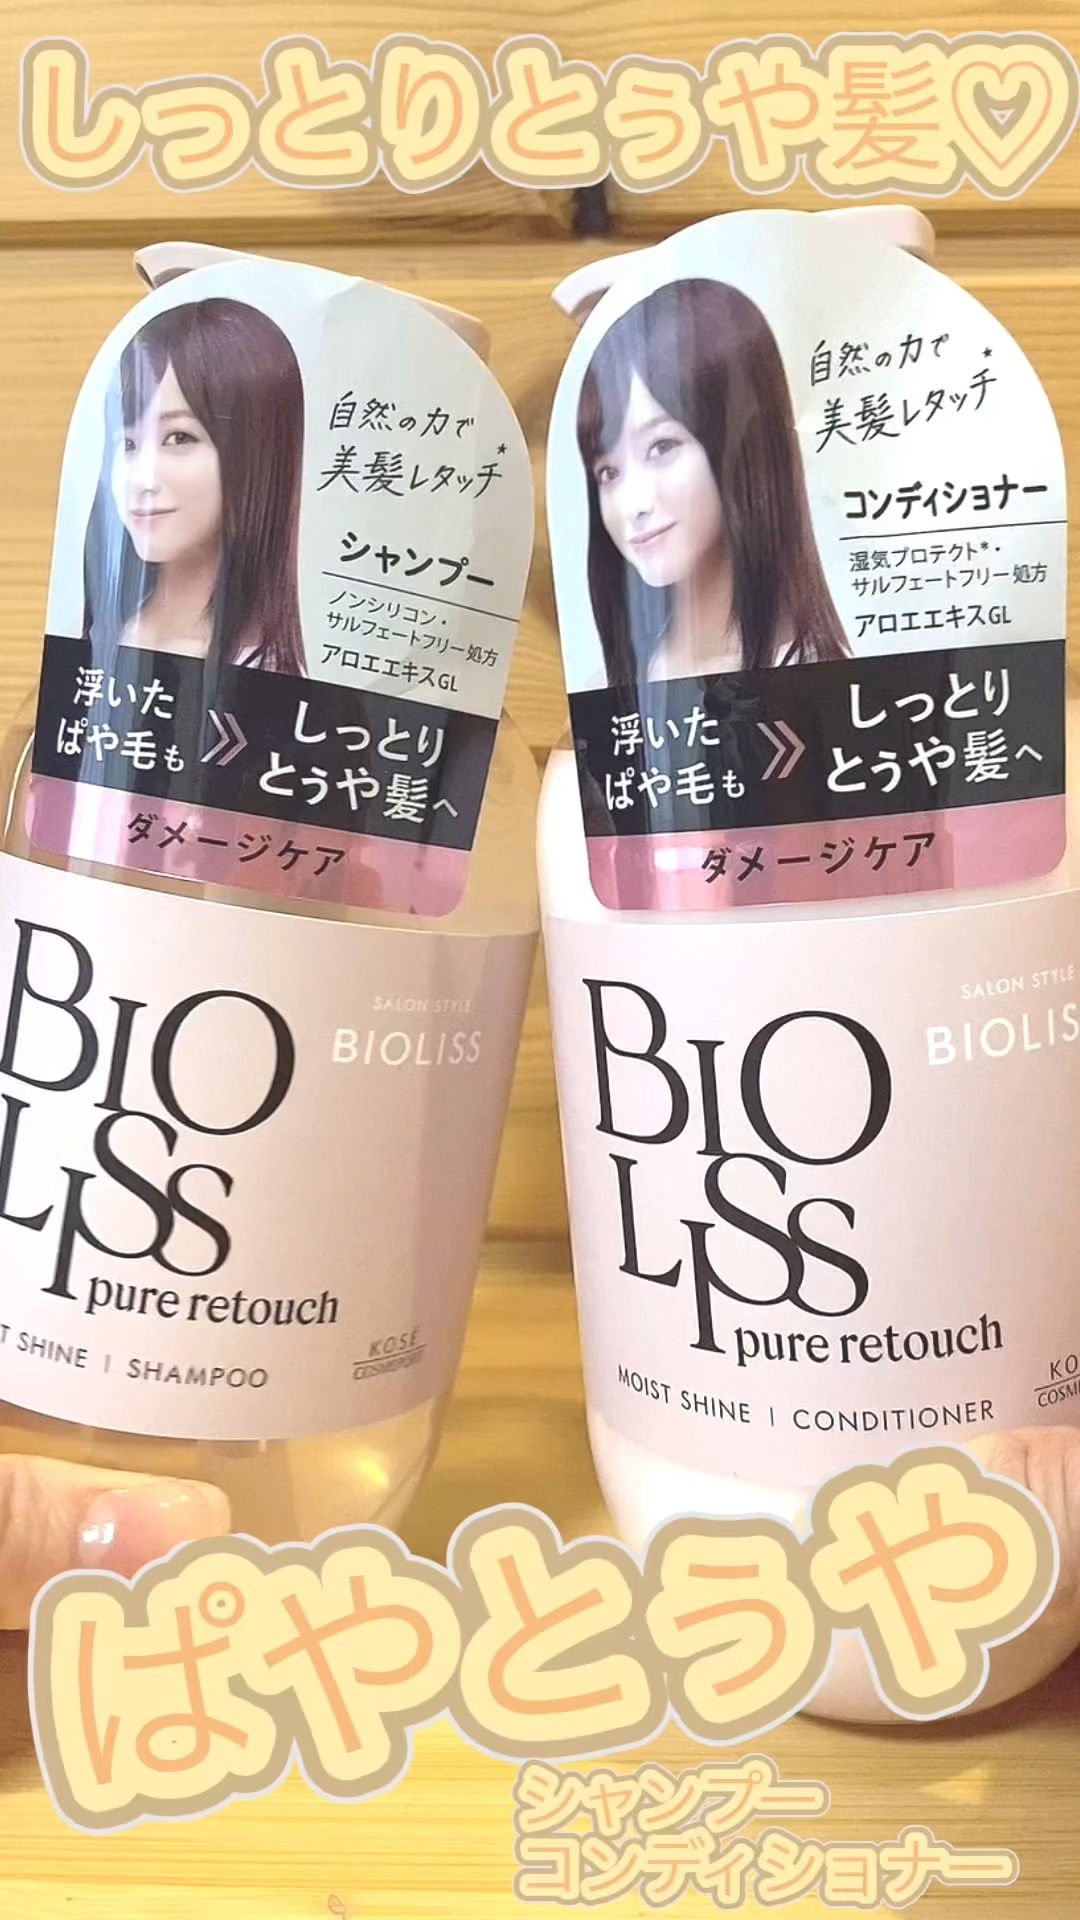 しっとりとぅや髪♡
自然の力で
美髪レタッチ
シャンプー
ノンシリコン・
サルフェートフリー処方
アロエエキスGL
浮いた
ぱや毛も
しっとり
とぅや髪へ
ダメージケア
SALON STYLE
BIOLISS
BIO
LISS
pure retouch
T SHINE | SHAMPOO
KOSÉ
COSMEPORT
自然の力で
美髪レタッチ
コンディショナー
湿気プロテクト*・
サルフェートフリー処方
アロエエキスGL
浮いた
ぱや毛も
しっとり
とぅや髪へ
ダメージケア
SALON STYLE
BIOLIS
BIO
LISS
pure retouch
MOIST SHINE | CONDITIONER
KO
COSM
ぱやとぅや
シャンプー
コンディショナー